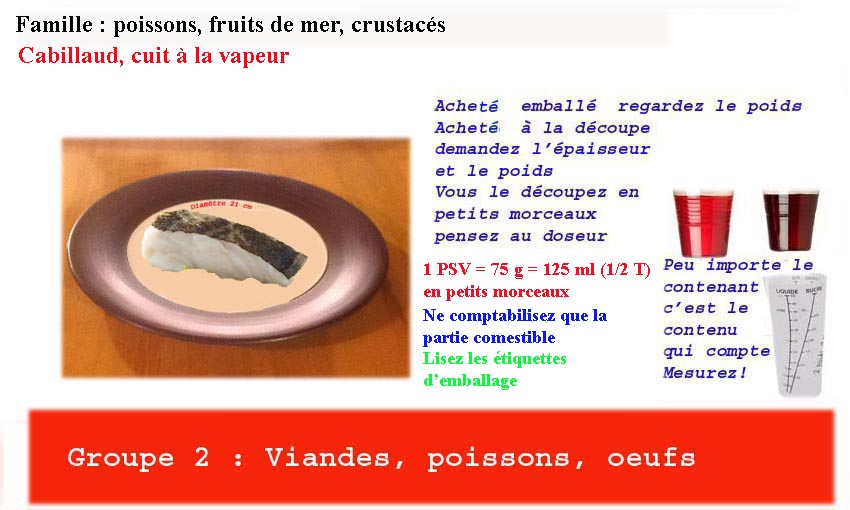 Famille : poissons, fruits de mer, crustacés
Cabillaud, cuit à la vapeur
Diamètre 21 cm
Acheté emballé regardez le poids
Acheté à la découpe
demandez l'épaisseur
et le poids
Vous le découpez en
petits morceaux
pensez au doseur
1 PSV = 75 g = 125 ml (1/2 T)
en petits morceaux
Ne comptabilisez que la
partie comestible
Lisez les étiquettes
d'emballage
Peu importe le
contenant
c'est le
contenu
qui compte
Mesurez!
LIQUIDE SUCRE
Groupe 2 : Viandes, poissons, oeufs